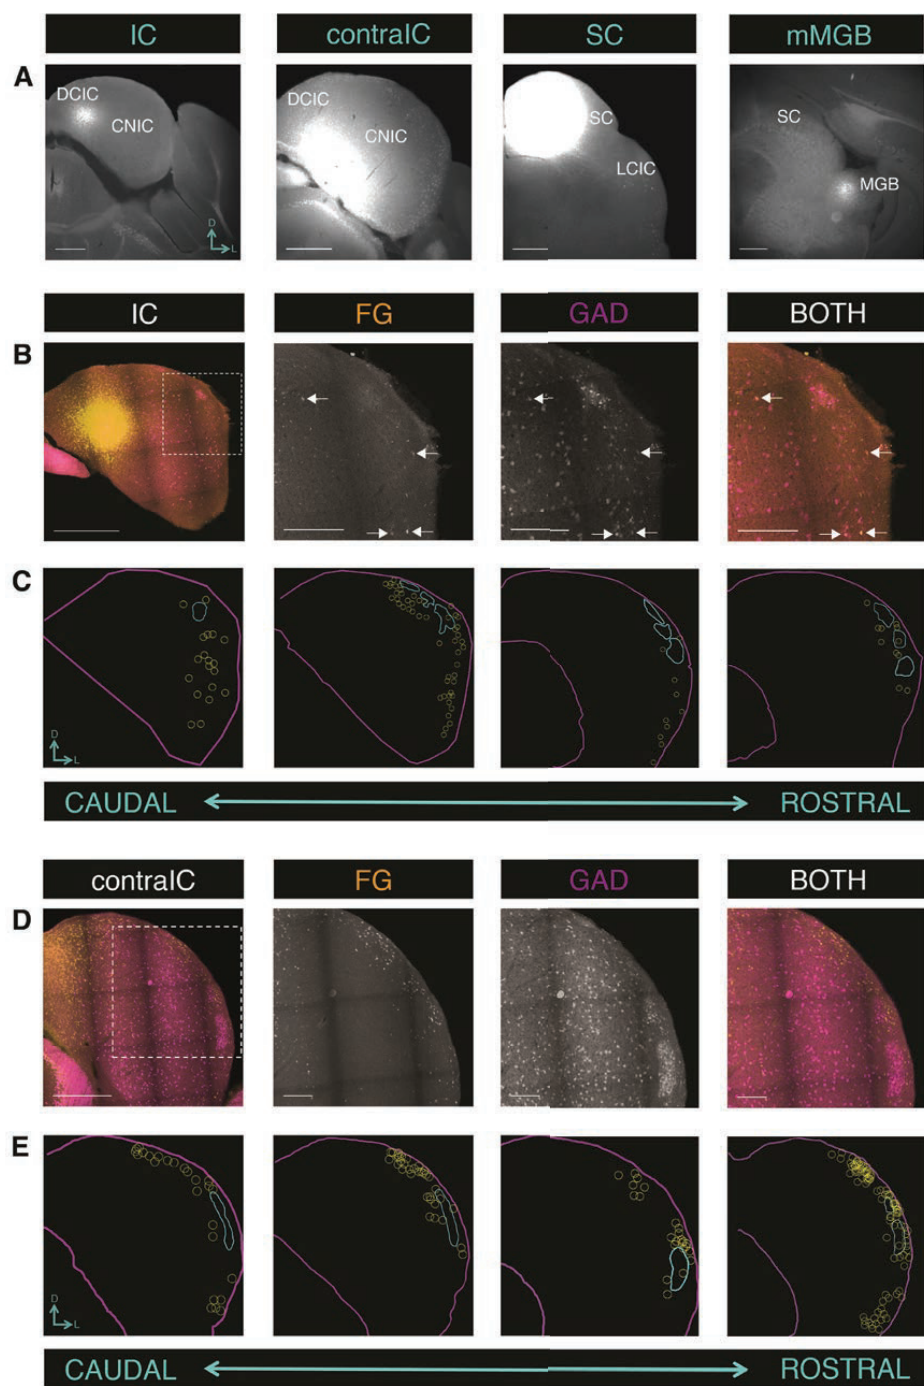 IC contraIC SC mMGB
A
DCIC
CNIC
D
L
DCIC
CNIC
SC
LCIC
SC
MGB
IC FG GAD BOTH
B
C
D
L
CAUDAL ROSTRAL
contraIC FG GAD BOTH
D
E
D
L
CAUDAL ROSTRAL